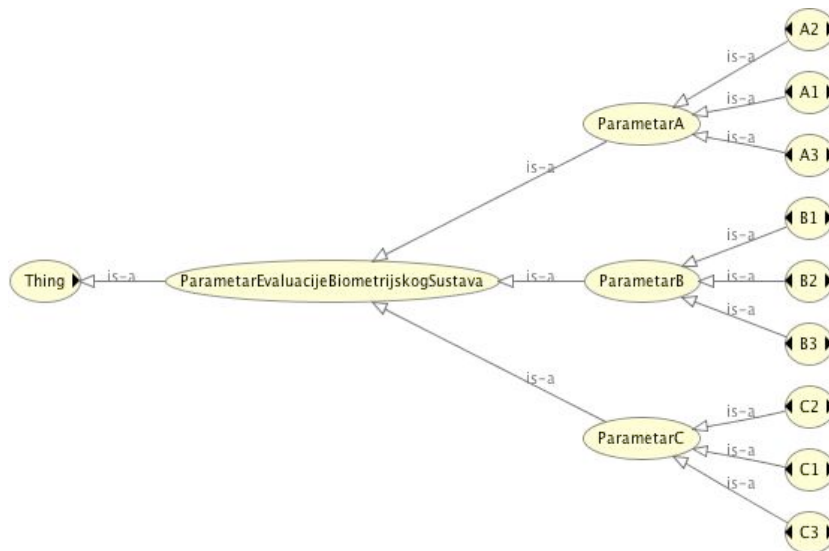 A2
is-a
A1
is-a
ParametarA
is-a
A3
is-a
B1
is-a
Thing
is-a
ParametarEvaluacijeBiometrijskogSustava
is-a
ParametarB
is-a
B2
is-a
B3
is-a
C2
is-a
ParametarC
is-a
C1
is-a
C3